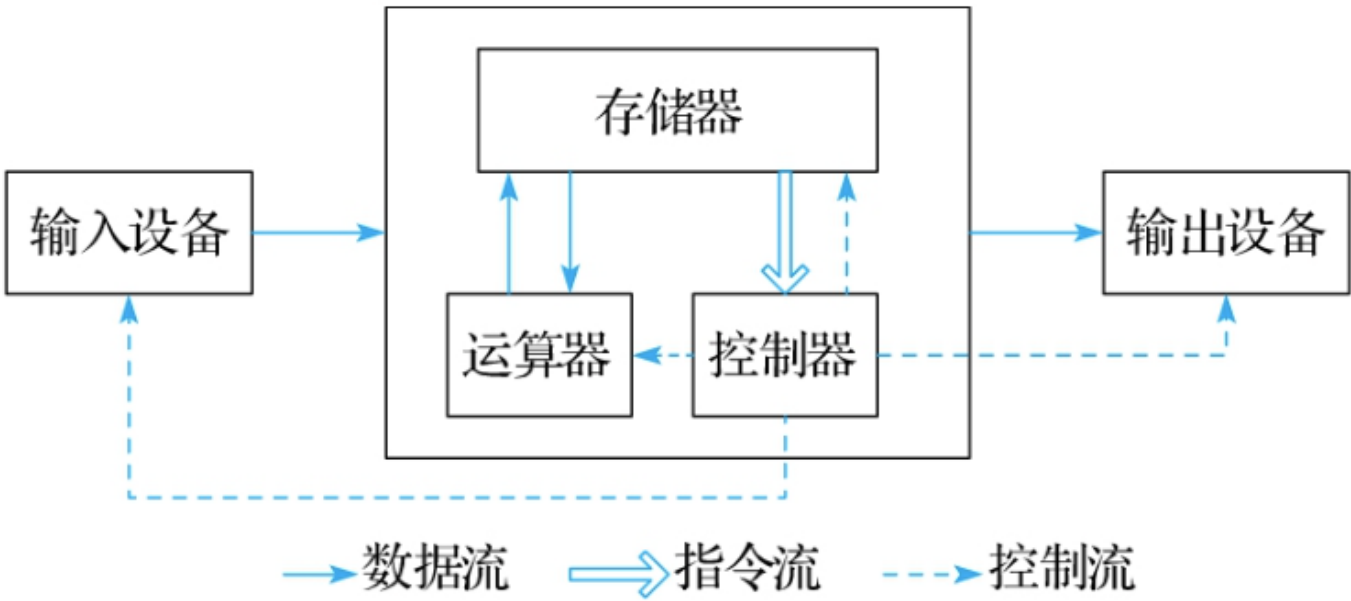 存储器
输入设备
输出设备
运算器
控制器
数据流
指令流
控制流